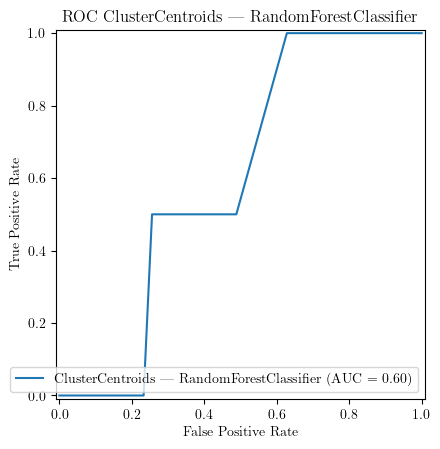 ROC ClusterCentroids — RandomForestClassifier
1.0
0.8
0.6
0.4
0.2
0.0
True Positive Rate
ClusterCentroids — RandomForestClassifier (AUC = 0.60)
0.0 0.2 0.4 0.6 0.8 1.0
False Positive Rate